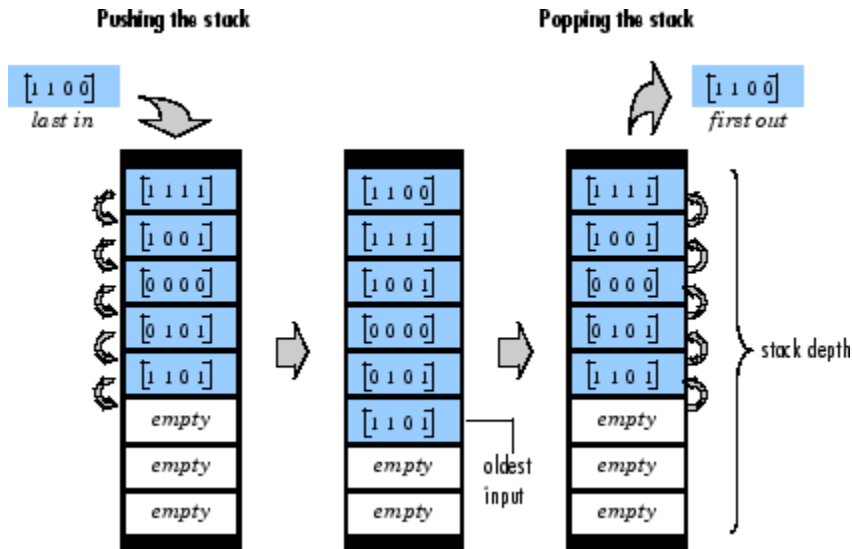 Pushing the stack
Popping the stack
[1 1 0 0]
last in
[1 1 0 0]
first out
[1 1 1 1]
[1 0 0 1]
[0 0 0 0]
[0 1 0 1]
[1 1 0 1]
empty
empty
empty
[1 1 0 0]
[1 1 1 1]
[1 0 0 1]
[0 0 0 0]
[0 1 0 1]
[1 1 0 1]
empty
empty
oldest
input
[1 1 1 1]
[1 0 0 1]
[0 0 0 0]
[0 1 0 1]
[1 1 0 1]
empty
empty
empty
stack depth